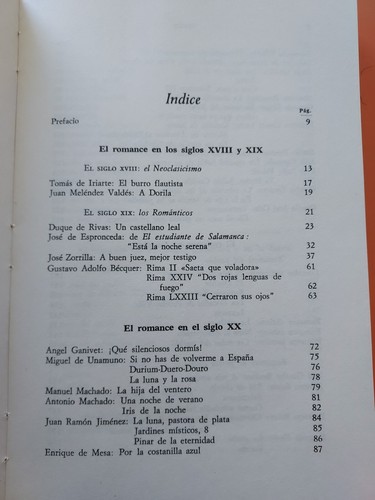 Indice
Pág.
Prefacio 9
El romance en los siglos XVIII y XIX
EL SIGLO XVIII: el Neoclasicismo 13
Tomás de Iriarte: El burro flautista 17
Juan Meléndez Valdés: A Dorila 19
EL SIGLO XIX: los Románticos 21
Duque de Rivas: Un castellano leal 23
José de Espronceda: de El estudiante de Salamanca:
"Está la noche serena" 32
José Zorrilla: A buen juez, mejor testigo 37
Gustavo Adolfo Bécquer: Rima II «Saeta que voladora» 61
Rima XXIV "Dos rojas lenguas de
fuego" 62
Rima LXXIII "Cerraron sus ojos" 63
El romance en el siglo XX
Angel Ganivet: ¡Qué silenciosos dormís! 72
Miguel de Unamuno: Si no has de volverme a España 75
Durium-Duero-Douro 76
La luna y la rosa 78
Manuel Machado: La hija del ventero 79
Antonio Machado: Una noche de verano 81
Iris de la noche 82
Juan Ramón Jiménez: La luna, pastora de plata 84
Jardines místicos, 8 85
Pinar de la eternidad 86
Enrique de Mesa: Por la costanilla azul 87